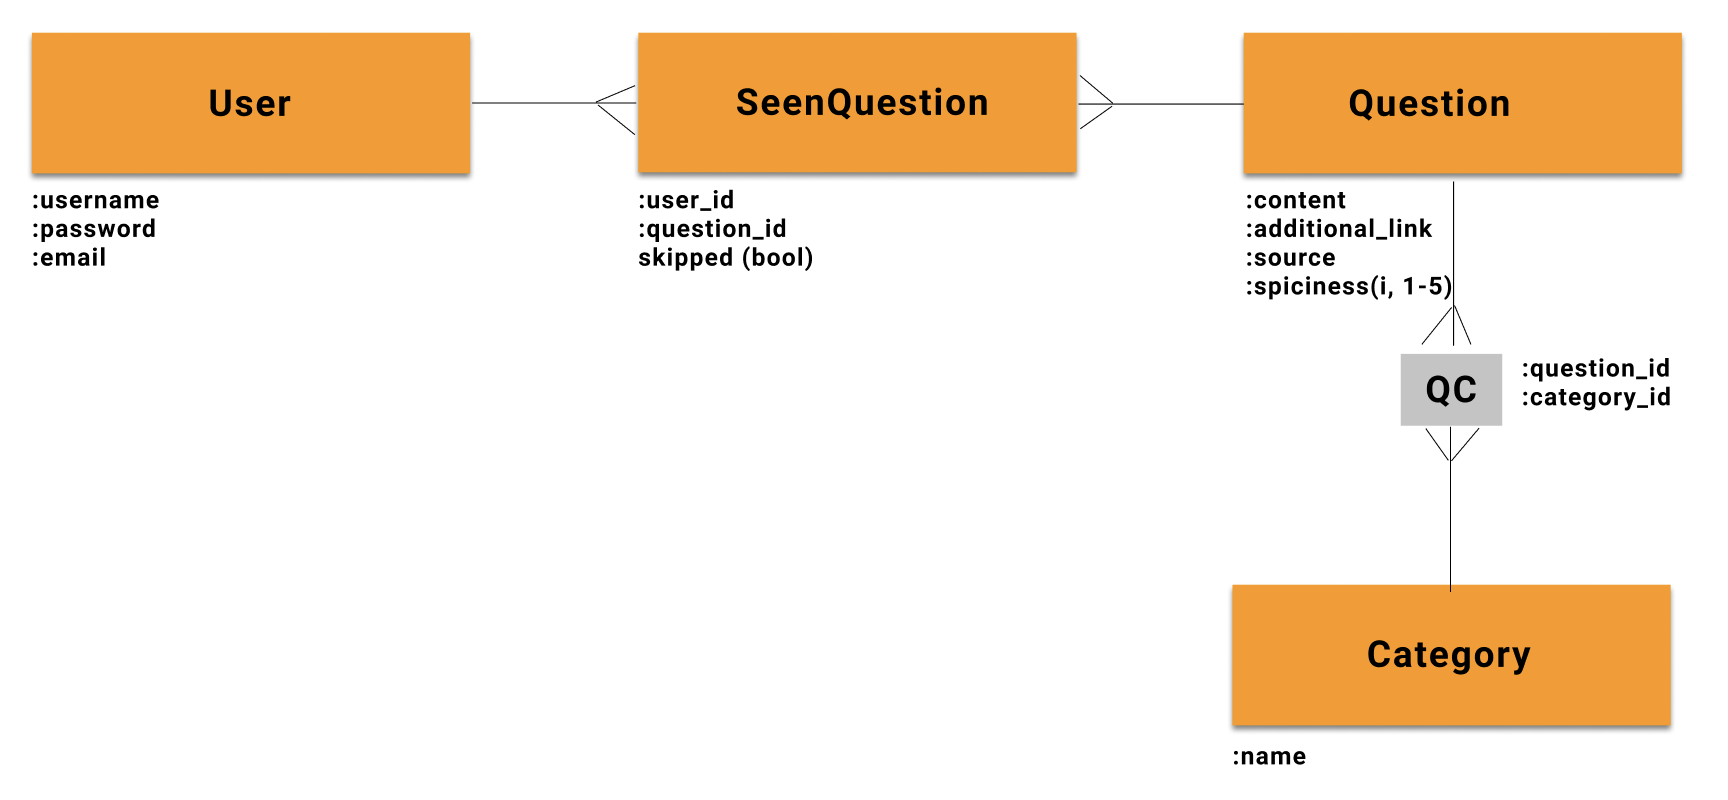 User
:username
:password
:email
SeenQuestion
:user_id
:question_id
skipped (bool)
Question
:content
:additional_link
:source
:spiciness(i, 1-5)
QC
:question_id
:category_id
Category
:name